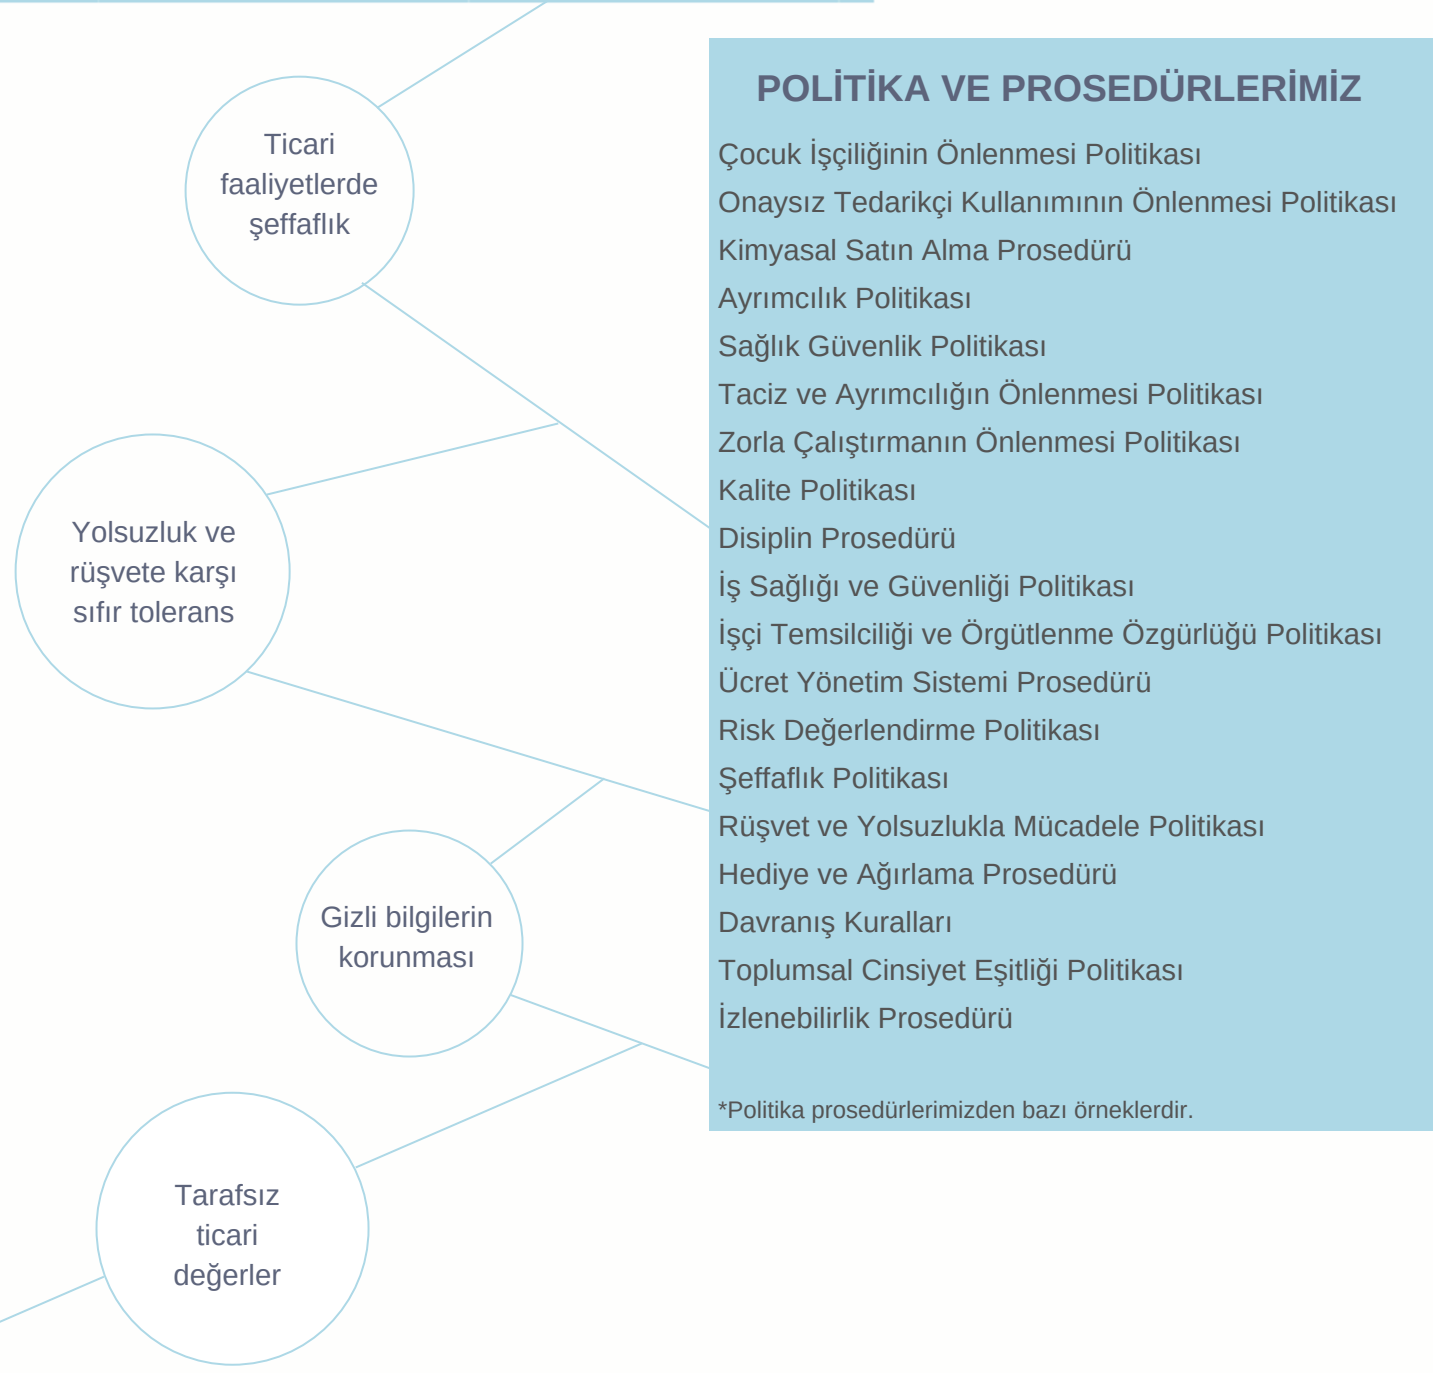 Ticari
faaliyetlerde
şeffaflık
Yolsuzluk ve
rüşvete karşı
sıfır tolerans
Gizli bilgilerin
korunması
Tarafsız
ticari
değerler
POLİTİKA VE PROSEDÜRLERİMİZ
Çocuk İşçiliğinin Önlenmesi Politikası
Onaysız Tedarikçi Kullanımının Önlenmesi Politikası
Kimyasal Satın Alma Prosedürü
Ayrımcılık Politikası
Sağlık Güvenlik Politikası
Taciz ve Ayrımcılığın Önlenmesi Politikası
Zorla Çalıştırmanın Önlenmesi Politikası
Kalite Politikası
Disiplin Prosedürü
İş Sağlığı ve Güvenliği Politikası
İşçi Temsilciliği ve Örgütlenme Özgürlüğü Politikası
Ücret Yönetim Sistemi Prosedürü
Risk Değerlendirme Politikası
Şeffaflık Politikası
Rüşvet ve Yolsuzlukla Mücadele Politikası
Hediye ve Ağırlama Prosedürü
Davranış Kuralları
Toplumsal Cinsiyet Eşitliği Politikası
İzlenebilirlik Prosedürü
*Politika prosedürlerimizden bazı örneklerdir.